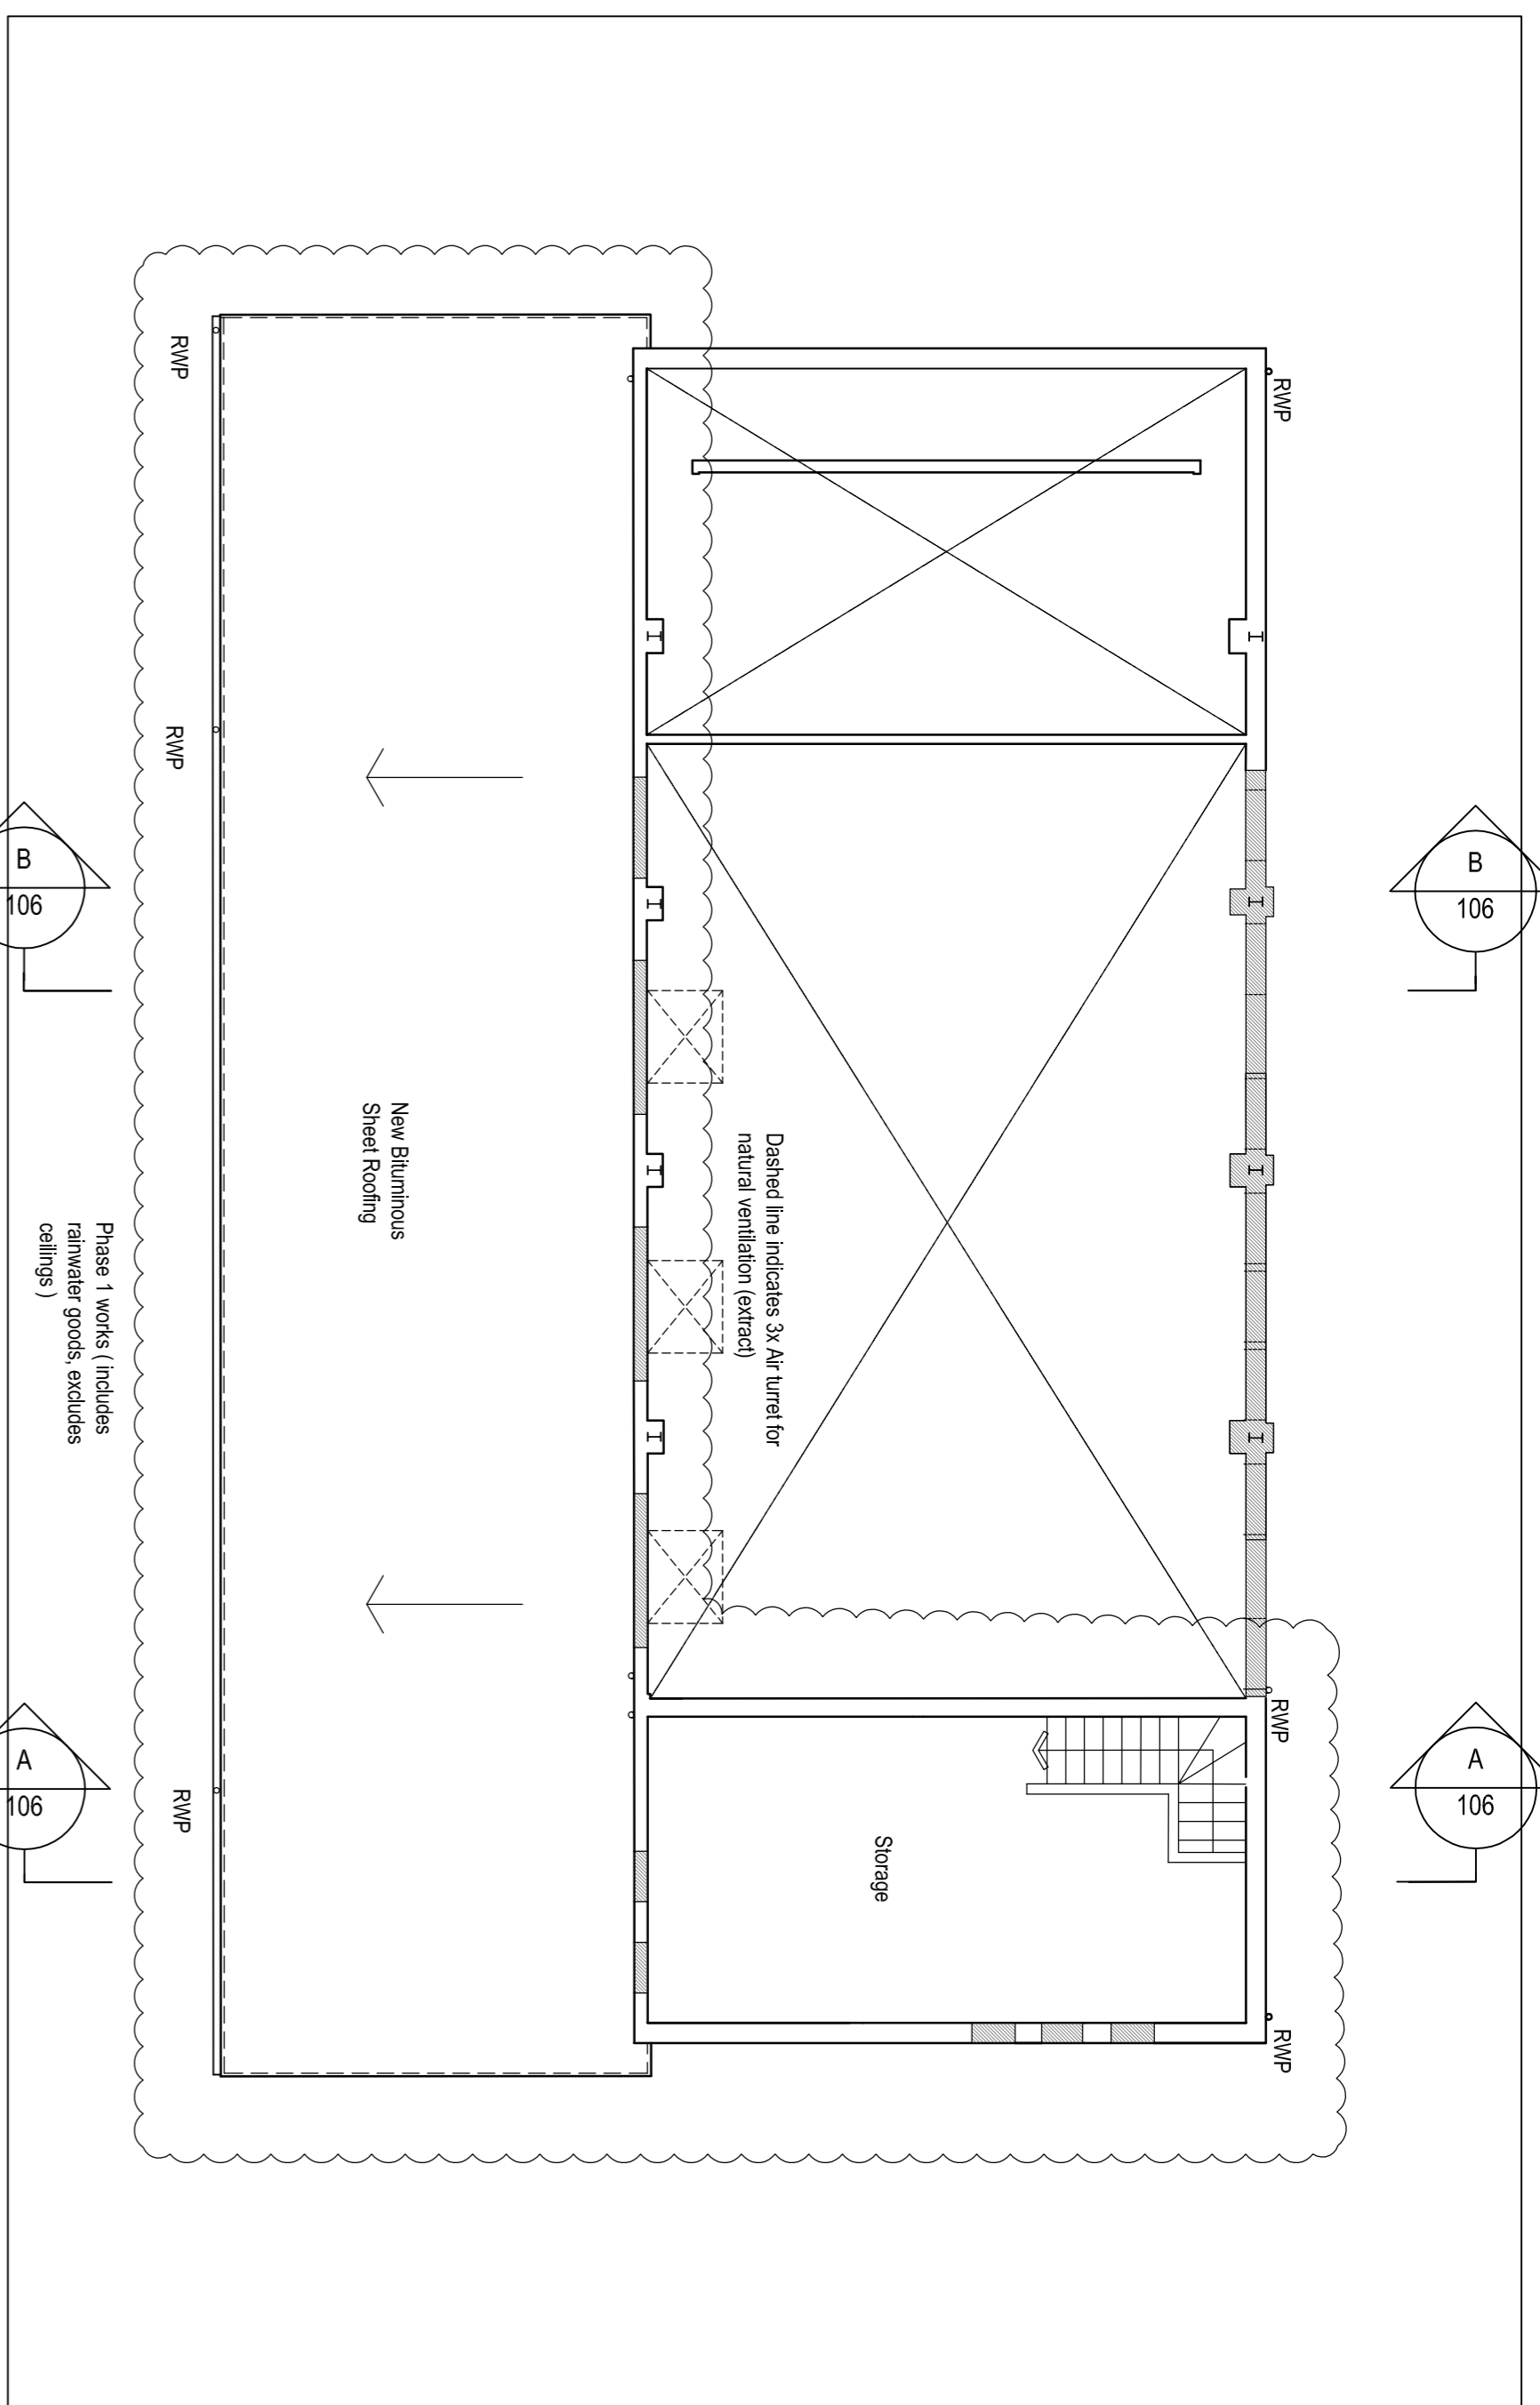 RWP
RWP
RWP
B
106
B
106
New Bituminous
Sheet Roofing
Dashed line indicates 3x Air turret for
natural ventilation (extract)
Phase 1 works ( includes
rainwater goods, excludes
ceilings )
RWP
A
106
A
106
RWP
Storage
RWP